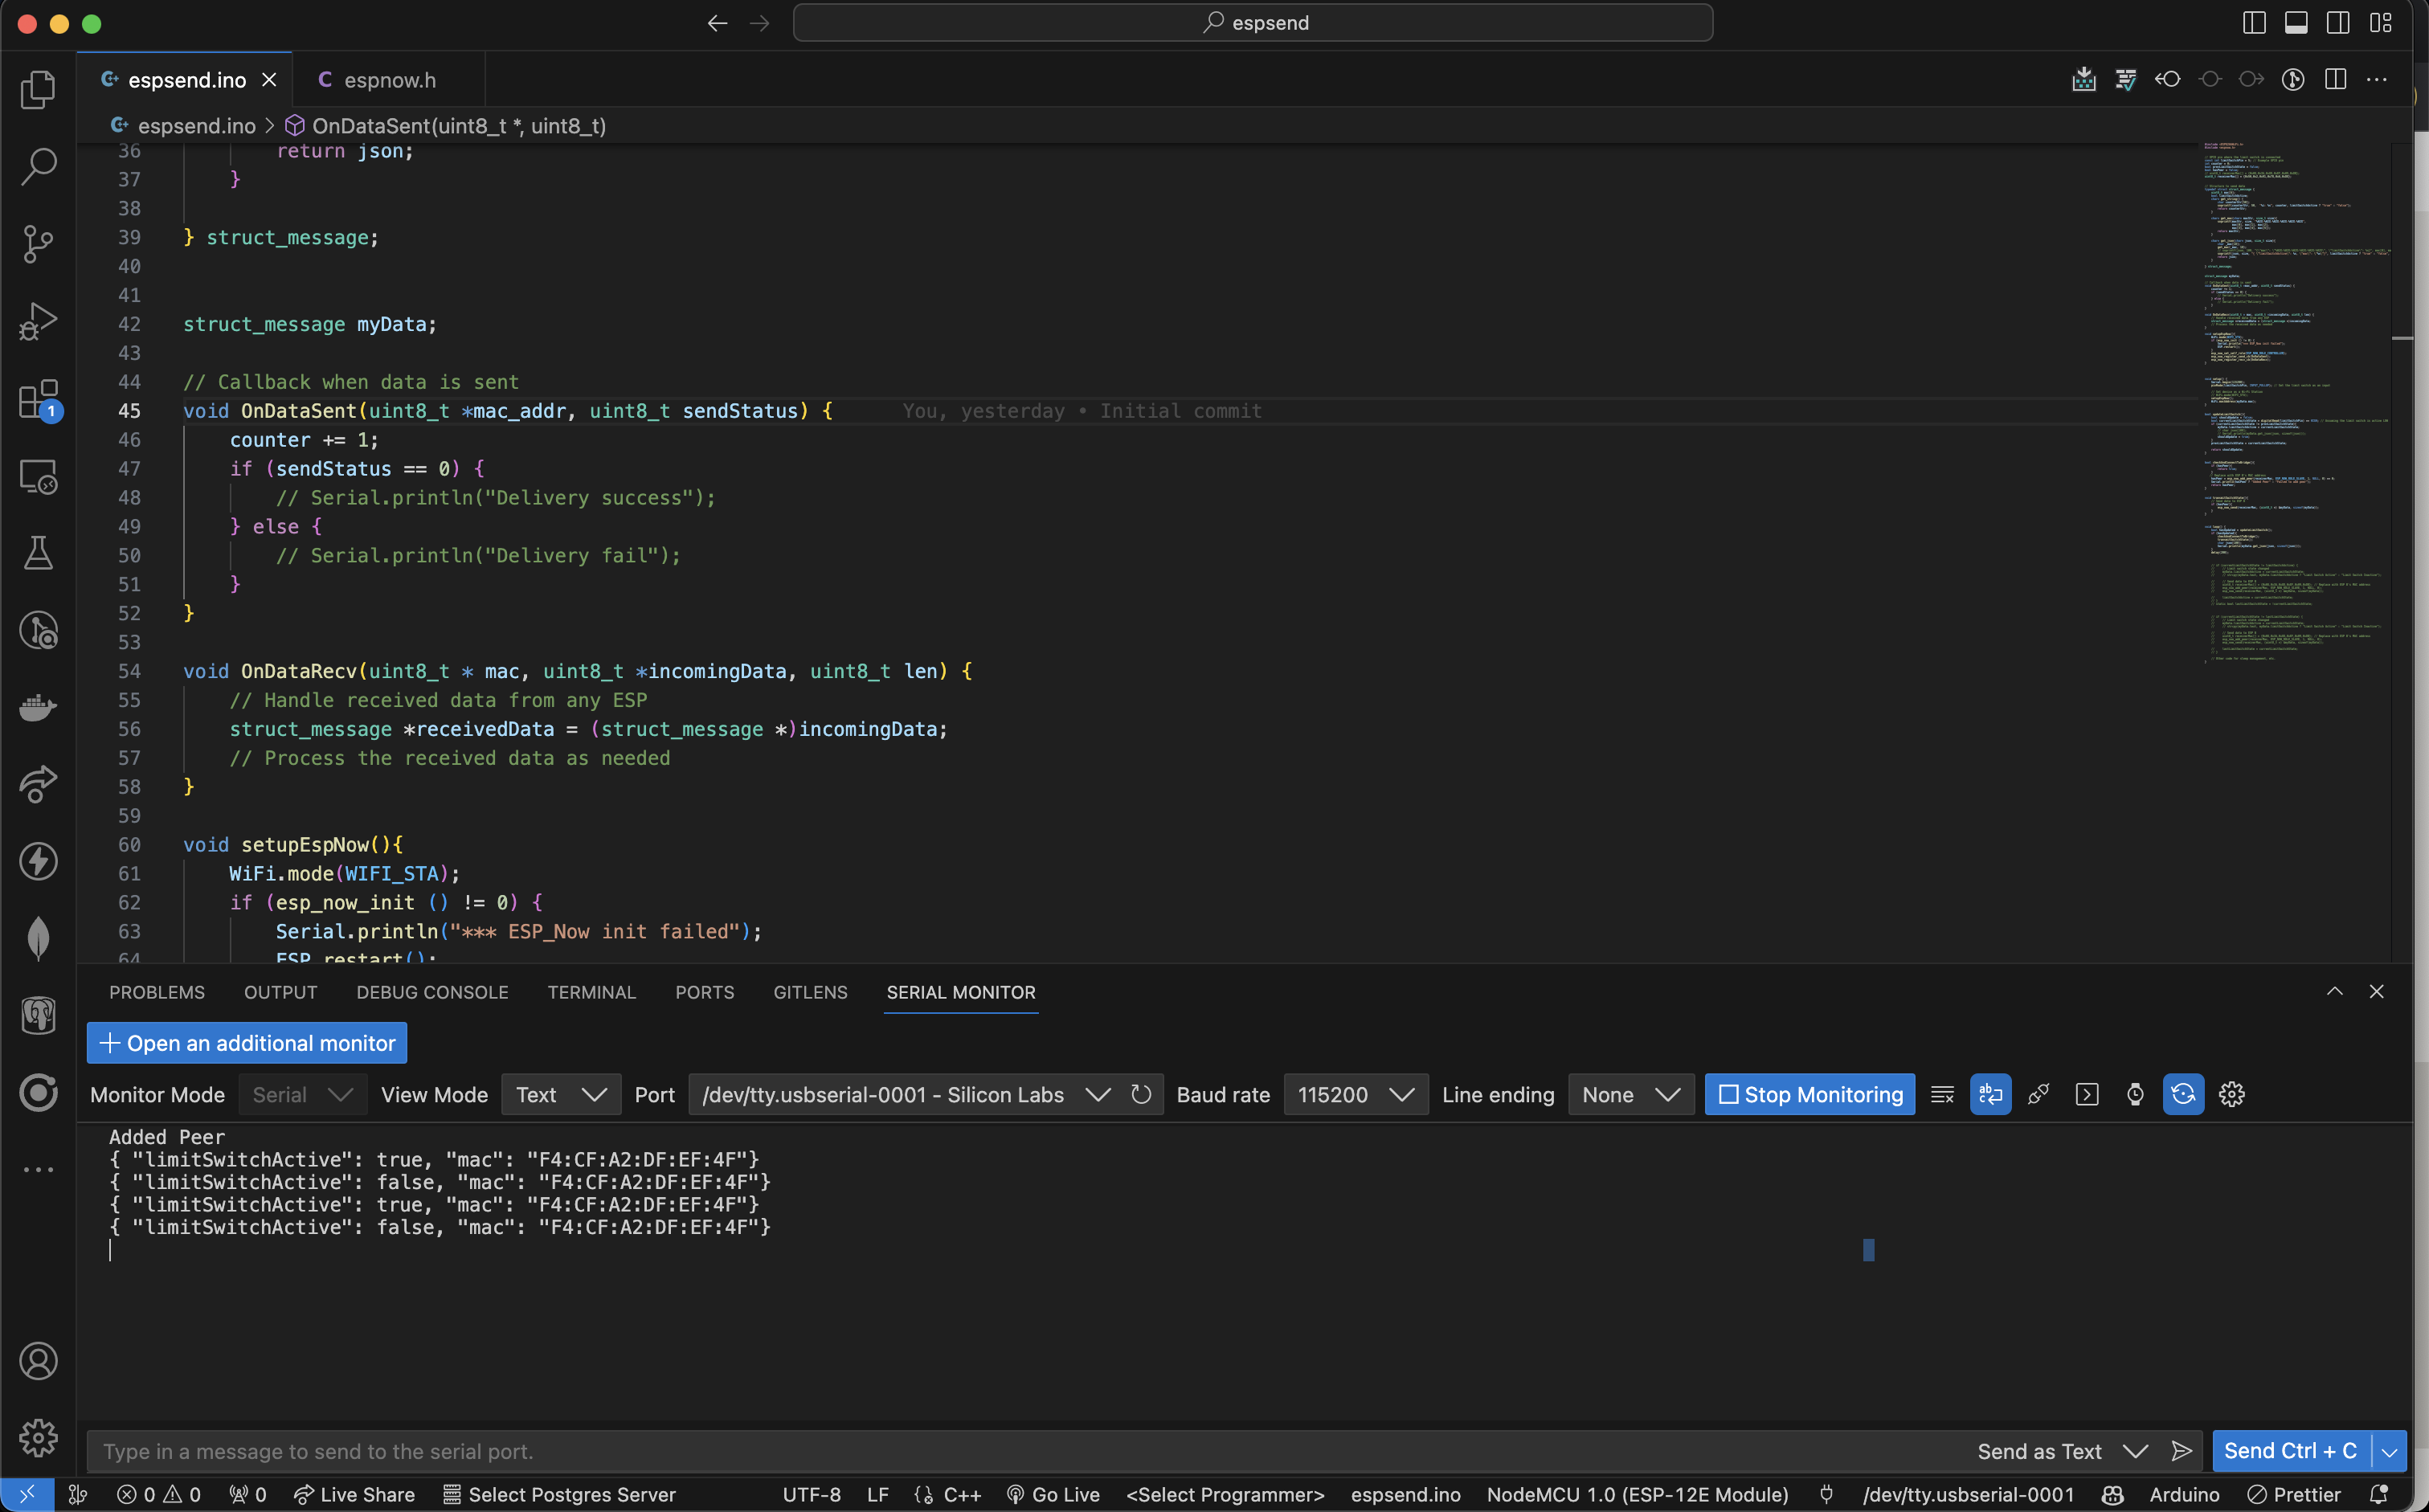 espsend
espsend.ino
espnow.h
espsend.ino > OnDataSent(uint8_t *, uint8_t)
36 return json;
37 }
38
39 } struct_message;
40
41
42 struct_message myData;
43
44 // Callback when data is sent
45 void OnDataSent(uint8_t *mac_addr, uint8_t sendStatus) { You, yesterday • Initial commit
46 counter += 1;
47 if (sendStatus == 0) {
48 // Serial.println("Delivery success");
49 } else {
50 // Serial.println("Delivery fail");
51 }
52 }
53
54 void OnDataRecv(uint8_t * mac, uint8_t *incomingData, uint8_t len) {
55 // Handle received data from any ESP
56 struct_message *receivedData = (struct_message *)incomingData;
57 // Process the received data as needed
58 }
59
60 void setupEspNow(){
61 WiFi.mode(WIFI_STA);
62 if (esp_now_init () != 0) {
63 Serial.println("*** ESP_Now init failed");
64 ESP.restart();
1
PROBLEMS OUTPUT DEBUG CONSOLE TERMINAL PORTS GITLENS SERIAL MONITOR
+ Open an additional monitor
Monitor Mode Serial View Mode Text Port /dev/tty.usbserial-0001 - Silicon Labs Baud rate 115200 Line ending None Stop Monitoring
Added Peer
{ "limitSwitchActive": true, "mac": "F4:CF:A2:DF:EF:4F"}
{ "limitSwitchActive": false, "mac": "F4:CF:A2:DF:EF:4F"}
{ "limitSwitchActive": true, "mac": "F4:CF:A2:DF:EF:4F"}
{ "limitSwitchActive": false, "mac": "F4:CF:A2:DF:EF:4F"}
Type in a message to send to the serial port. Send as Text Send Ctrl + C
0 0 0 Live Share Select Postgres Server UTF-8 LF C++ Go Live <Select Programmer> espsend.ino NodeMCU 1.0 (ESP-12E Module) /dev/tty.usbserial-0001 Arduino Prettier